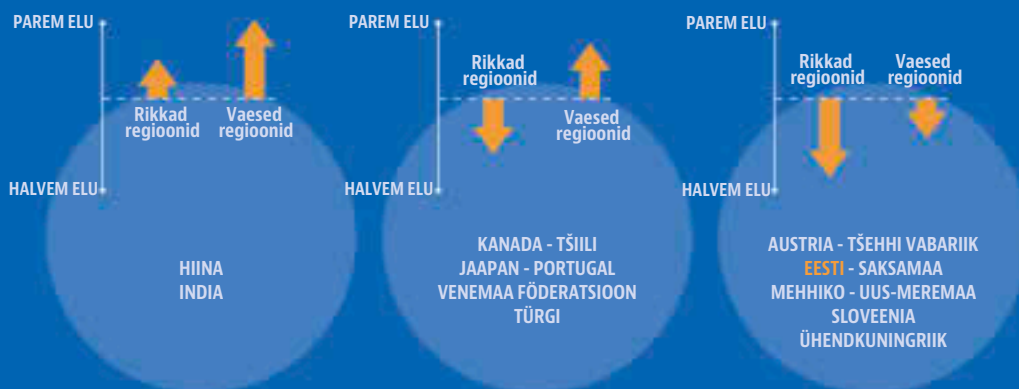 PAREM ELU
Rikkad
regioonid
Vaesed
regioonid
HALVEM ELU
HIINA
INDIA
PAREM ELU
Rikkad
regioonid
Vaesed
regioonid
HALVEM ELU
KANADA - TŠIILI
JAAPAN - PORTUGAL
VENEMAA FÖDERATSIOON
TÜRGI
PAREM ELU
Rikkad
regioonid
Vaesed
regioonid
HALVEM ELU
AUSTRIA - TŠEHHI VABARIIK
EESTI - SAKSAMAA
MEHHIKO - UUS-MEREMAA
SLOVEENIA
ÜHENDKUNINGRIIK